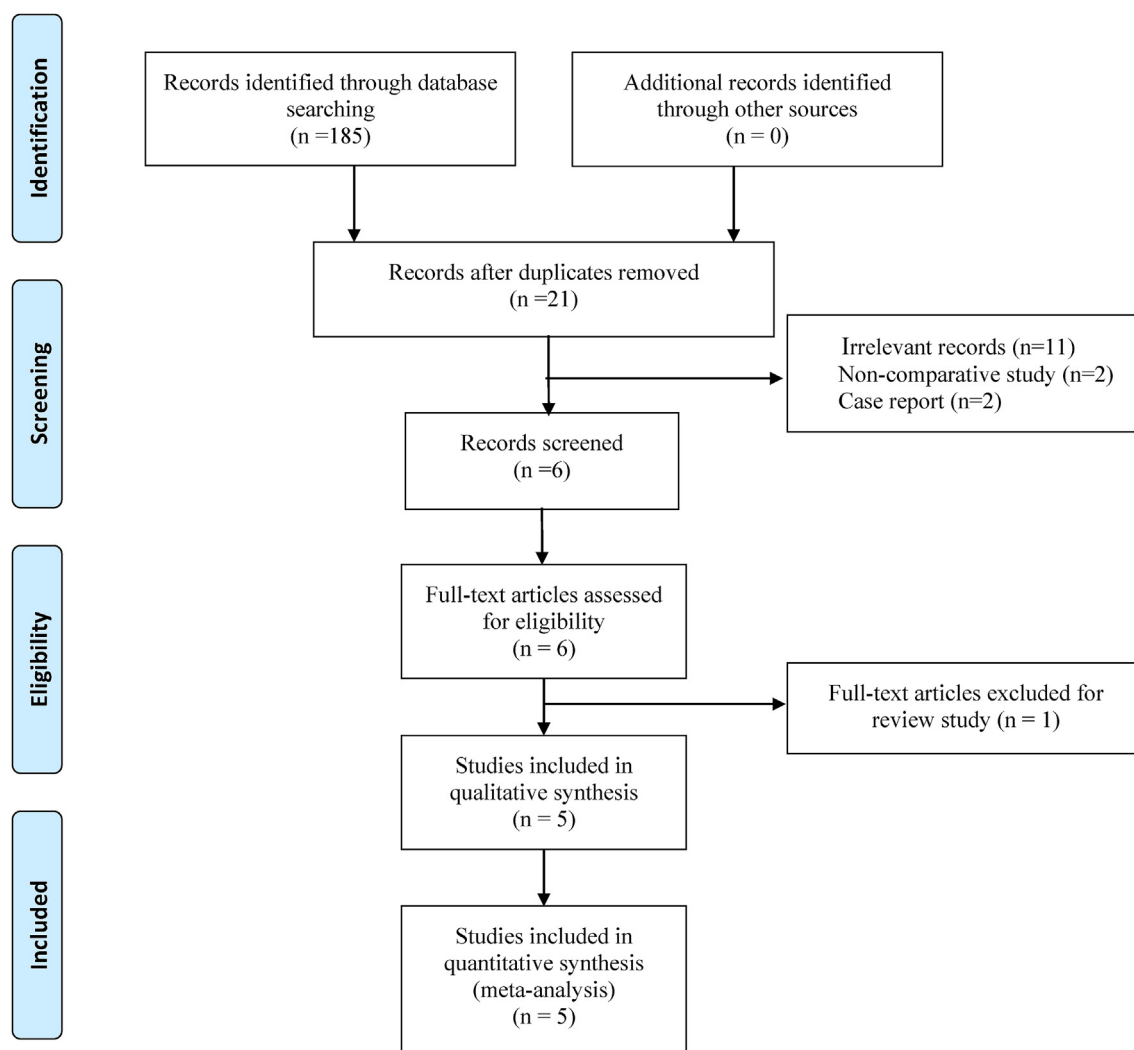 Identification
Records identified through database
searching
(n =185)
Additional records identified
through other sources
(n = 0)
Records after duplicates removed
(n =21)
Screening
Irrelevant records (n=11)
Non-comparative study (n=2)
Case report (n=2)
Records screened
(n =6)
Eligibility
Full-text articles assessed
for eligibility
(n = 6)
Full-text articles excluded for
review study (n = 1)
Studies included in
qualitative synthesis
(n = 5)
Included
Studies included in
quantitative synthesis
(meta-analysis)
(n = 5)